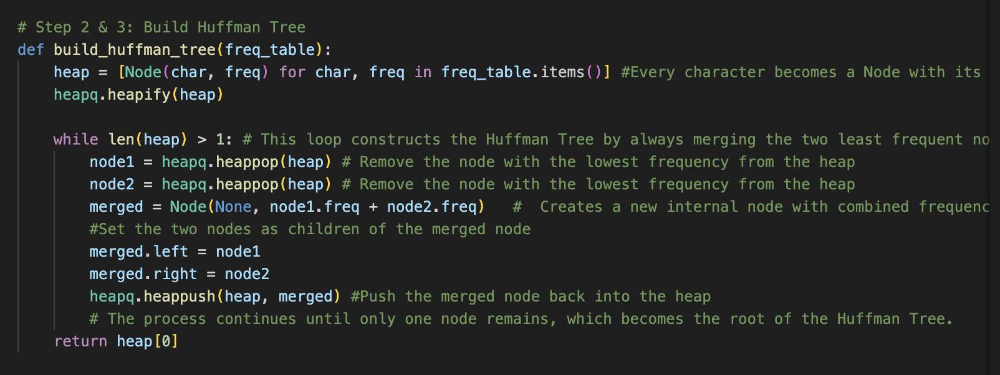 # Step 2 & 3: Build Huffman Tree
def build_huffman_tree(freq_table):
    heap = [Node(char, freq) for char, freq in freq_table.items()] #Every character becomes a Node with its
    heapq.heapify(heap)
    while len(heap) > 1: # This loop constructs the Huffman Tree by always merging the two least frequent no
        node1 = heapq.heappop(heap) # Remove the node with the lowest frequency from the heap
        node2 = heapq.heappop(heap) # Remove the node with the lowest frequency from the heap
        merged = Node(None, node1.freq + node2.freq)   #  Creates a new internal node with combined frequenc
        #Set the two nodes as children of the merged node
        merged.left = node1
        merged.right = node2
        heapq.heappush(heap, merged) #Push the merged node back into the heap
        # The process continues until only one node remains, which becomes the root of the Huffman Tree.
    return heap[0]